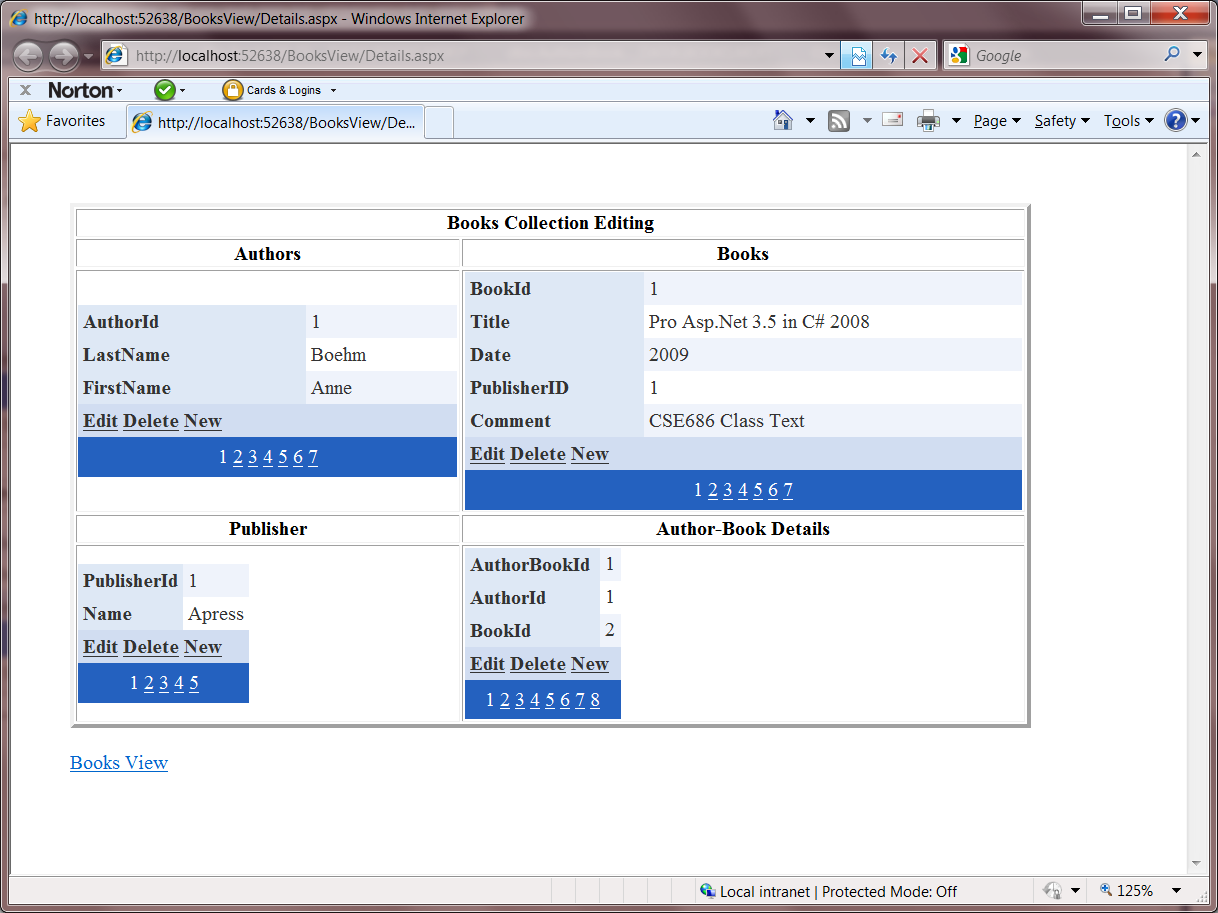 http://localhost:52638/BooksView/Details.aspx - Windows Internet Explorer
http://localhost:52638/BooksView/Details.aspx
Google
x Norton
Cards & Logins
Favorites
http://localhost:52638/BooksView/De...
Page Safety Tools
Books Collection Editing
Authors
Books
AuthorId 1
LastName Boehm
FirstName Anne
Edit Delete New
1 2 3 4 5 6 7
BookId 1
Title Pro Asp.Net 3.5 in C# 2008
Date 2009
PublisherID 1
Comment CSE686 Class Text
Edit Delete New
1 2 3 4 5 6 7
Publisher
Author-Book Details
PublisherId 1
Name Apress
Edit Delete New
1 2 3 4 5
AuthorBookId 1
AuthorId 1
BookId 2
Edit Delete New
1 2 3 4 5 6 7 8
Books View
Local intranet | Protected Mode: Off
125%